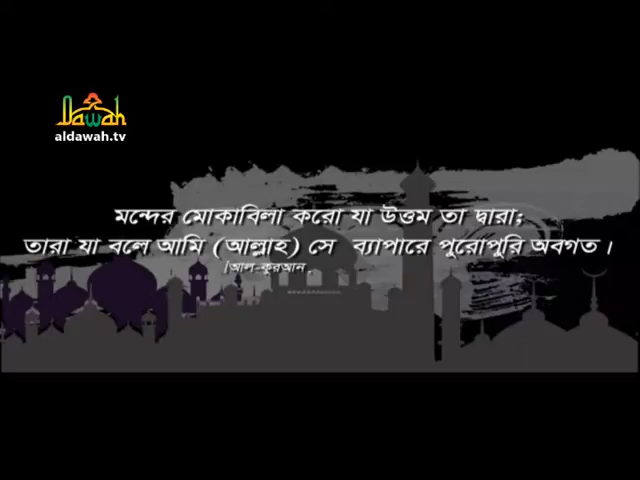 Dawah
aldawah.tv
মন্দের মোকাবিলা করো যা উত্তম তা দ্বারা;
তারা যা বলে আমি (আল্লাহ) সে ব্যাপারে পুরোপুরি অবগত।
[আল-কুরআন